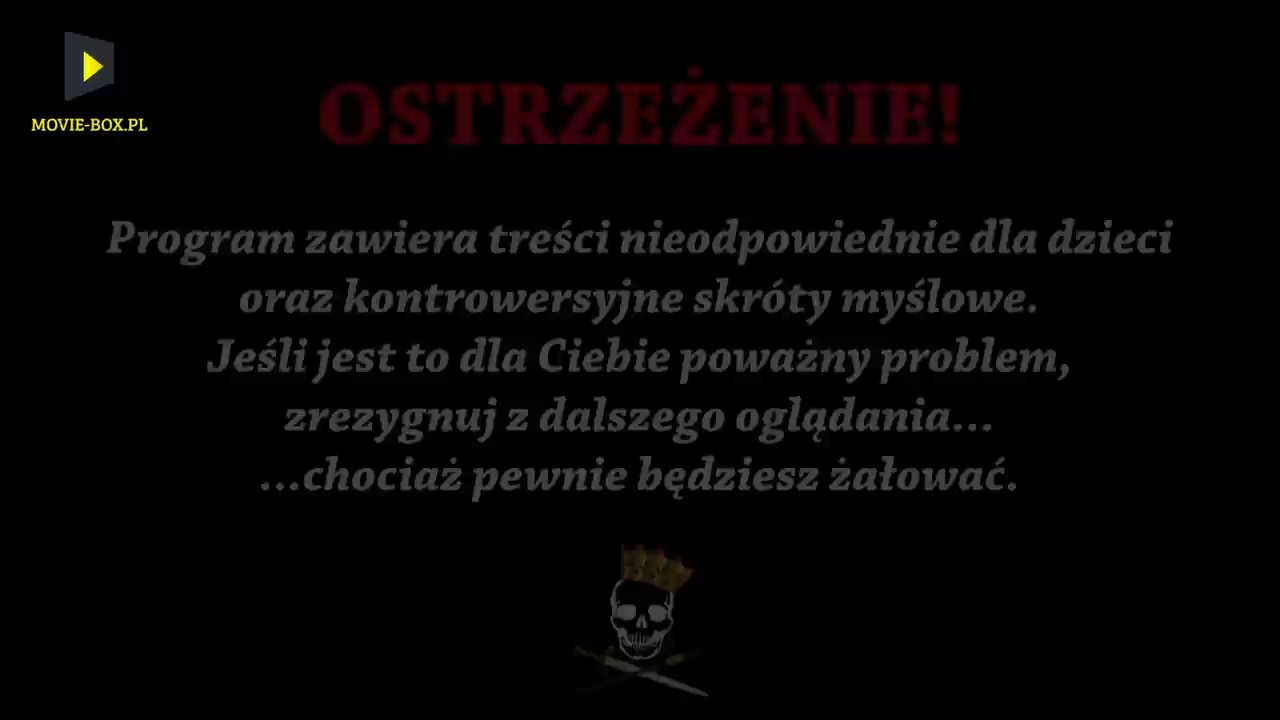 MOVIE-BOX.PL
OSTRZEŻENIE!
Program zawiera treści nieodpowiednie dla dzieci
oraz kontrowersyjne skróty myślowe.
Jeśli jest to dla Ciebie poważny problem,
zrezygnuj z dalszego oglądania...
...chociaż pewnie będziesz żałować.